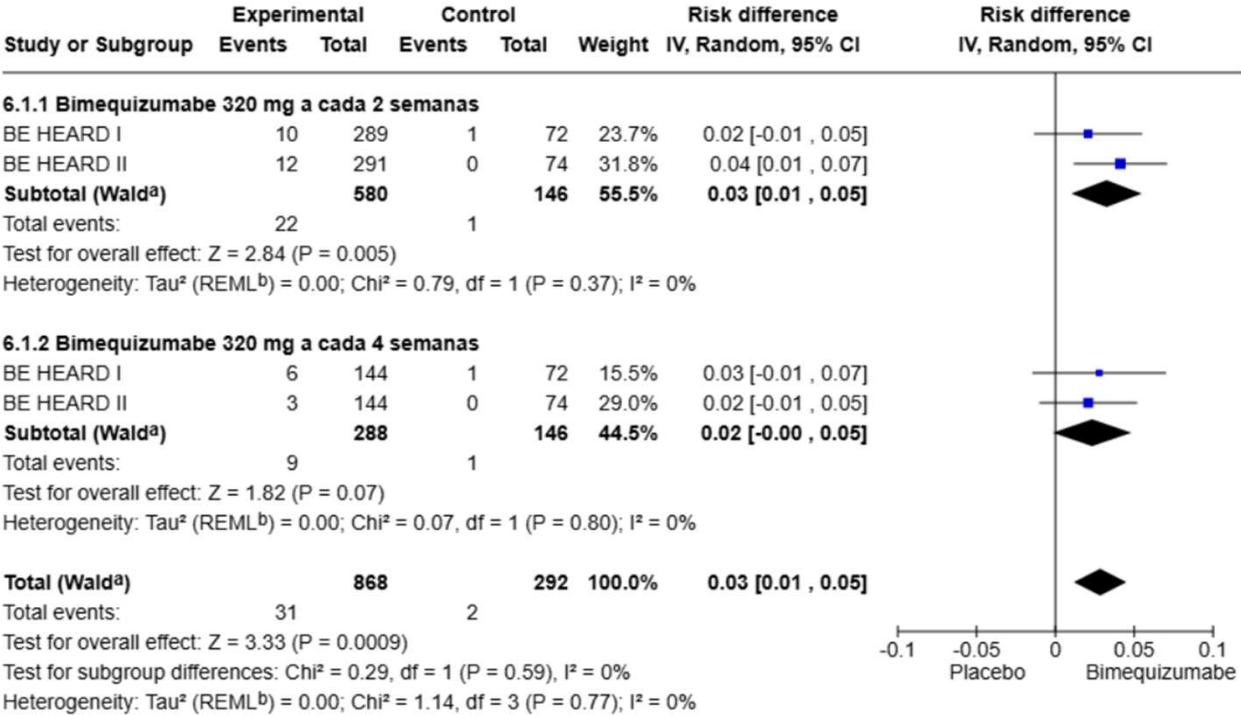 Experimental Control Risk difference Risk difference
Study or Subgroup Events Total Events Total Weight IV, Random, 95% CI IV, Random, 95% CI
6.1.1 Bimequizumabe 320 mg a cada 2 semanas
BE HEARD I 10 289 1 72 23.7% 0.02 [-0.01 , 0.05]
BE HEARD II 12 291 0 74 31.8% 0.04 [0.01 , 0.07]
Subtotal (Waldᵃ) 580 146 55.5% 0.03 [0.01 , 0.05]
Total events: 22 1
Test for overall effect: Z = 2.84 (P = 0.005)
Heterogeneity: Tau² (REMLᵇ) = 0.00; Chi² = 0.79, df = 1 (P = 0.37); I² = 0%
6.1.2 Bimequizumabe 320 mg a cada 4 semanas
BE HEARD I 6 144 1 72 15.5% 0.03 [-0.01 , 0.07]
BE HEARD II 3 144 0 74 29.0% 0.02 [-0.01 , 0.05]
Subtotal (Waldᵃ) 288 146 44.5% 0.02 [-0.00 , 0.05]
Total events: 9 1
Test for overall effect: Z = 1.82 (P = 0.07)
Heterogeneity: Tau² (REMLᵇ) = 0.00; Chi² = 0.07, df = 1 (P = 0.80); I² = 0%
Total (Waldᵃ) 868 292 100.0% 0.03 [0.01 , 0.05]
Total events: 31 2
Test for overall effect: Z = 3.33 (P = 0.0009)
Test for subgroup differences: Chi² = 0.29, df = 1 (P = 0.59), I² = 0%
Heterogeneity: Tau² (REMLᵇ) = 0.00; Chi² = 1.14, df = 3 (P = 0.77); I² = 0%
-0.1 -0.05 0 0.05 0.1
Placebo Bimequizumabe